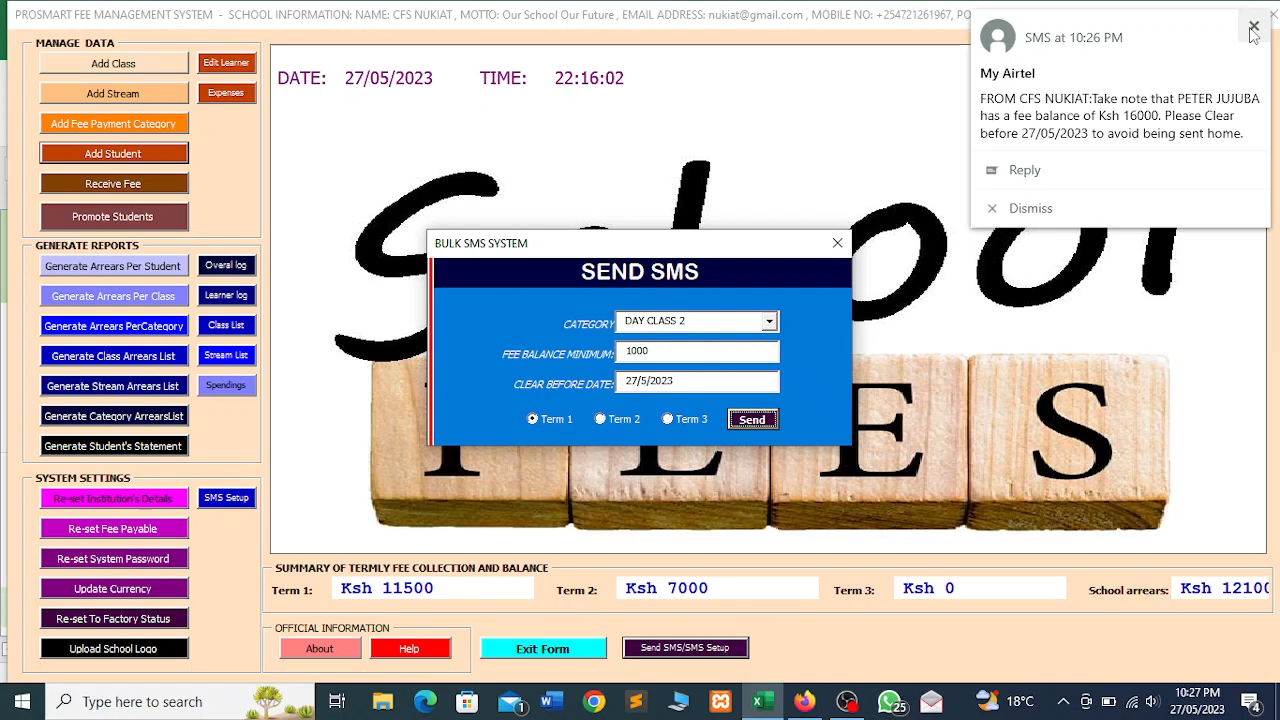 PROSMART FEE MANAGEMENT SYSTEM - SCHOOL INFORMATION: NAME: CFS NUKIAT , MOTTO: Our School Our Future , EMAIL ADDRESS: nukiat@gmail.com , MOBILE NO: +254721261967, PO
SMS at 10:26 PM
My Airtel
FROM CFS NUKIAT:Take note that PETER JUJUBA
has a fee balance of Ksh 16000. Please Clear
before 27/05/2023 to avoid being sent home.
Reply
Dismiss
MANAGE DATA
Add Class
Edit Learner
Add Stream
Expenses
Add Fee Payment Category
Add Student
Receive Fee
Promote Students
DATE: 27/05/2023 TIME: 22:16:02
GENERATE REPORTS
Generate Arrears Per Student
Overal log
Generate Arrears Per Class
Learner log
Generate Arrears PerCategory
Class List
Generate Class Arrears List
Stream List
Generate Stream Arrears List
Spendings
Generate Category ArrearsList
Generate Student's Statement
BULK SMS SYSTEM
SEND SMS
CATEGORY DAY CLASS 2
FEE BALANCE MINIMUM: 1000
CLEAR BEFORE DATE: 27/5/2023
Term 1 Term 2 Term 3 Send
School
FEES
SYSTEM SETTINGS
Re-set Institution's Details
SMS Setup
Re-set Fee Payable
Re-set System Password
Update Currency
Re-set To Factory Status
Upload School Logo
SUMMARY OF TERMLY FEE COLLECTION AND BALANCE
Term 1: Ksh 11500 Term 2: Ksh 7000 Term 3: Ksh 0 School arrears: Ksh 12100
OFFICIAL INFORMATION
About
Help
Exit Form
Send SMS/SMS Setup
Type here to search
1
25
18°C
10:27 PM
27/05/2023
4